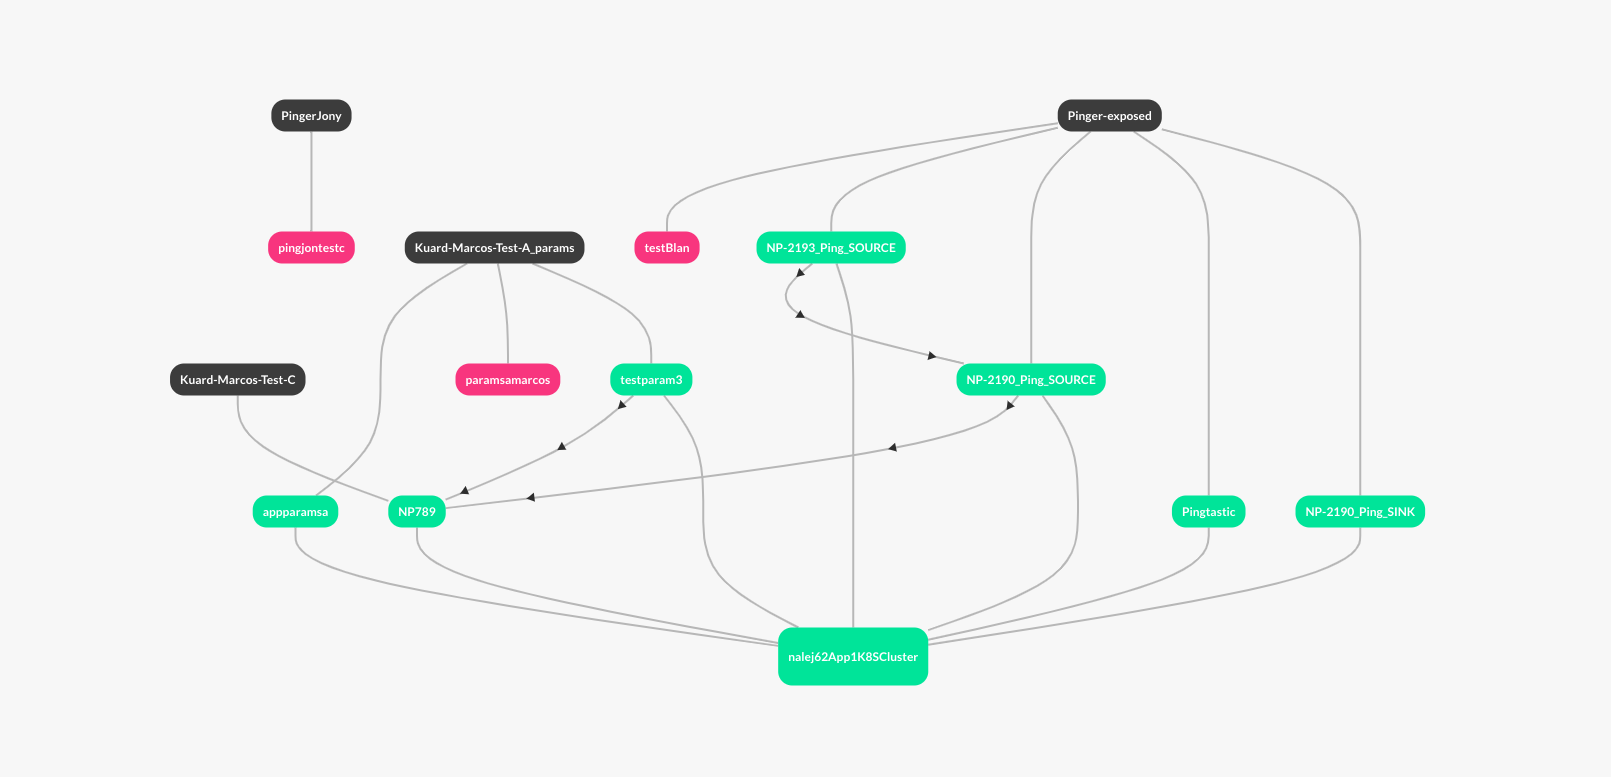 PingerJony
Pinger-exposed
pingjontestc
Kuard-Marcos-Test-A_params
testBlan
NP-2193_Ping_SOURCE
Kuard-Marcos-Test-C
paramsamarcos
testparam3
NP-2190_Ping_SOURCE
appparamsa
NP789
Pingtastic
NP-2190_Ping_SINK
nalej62App1K8SCluster